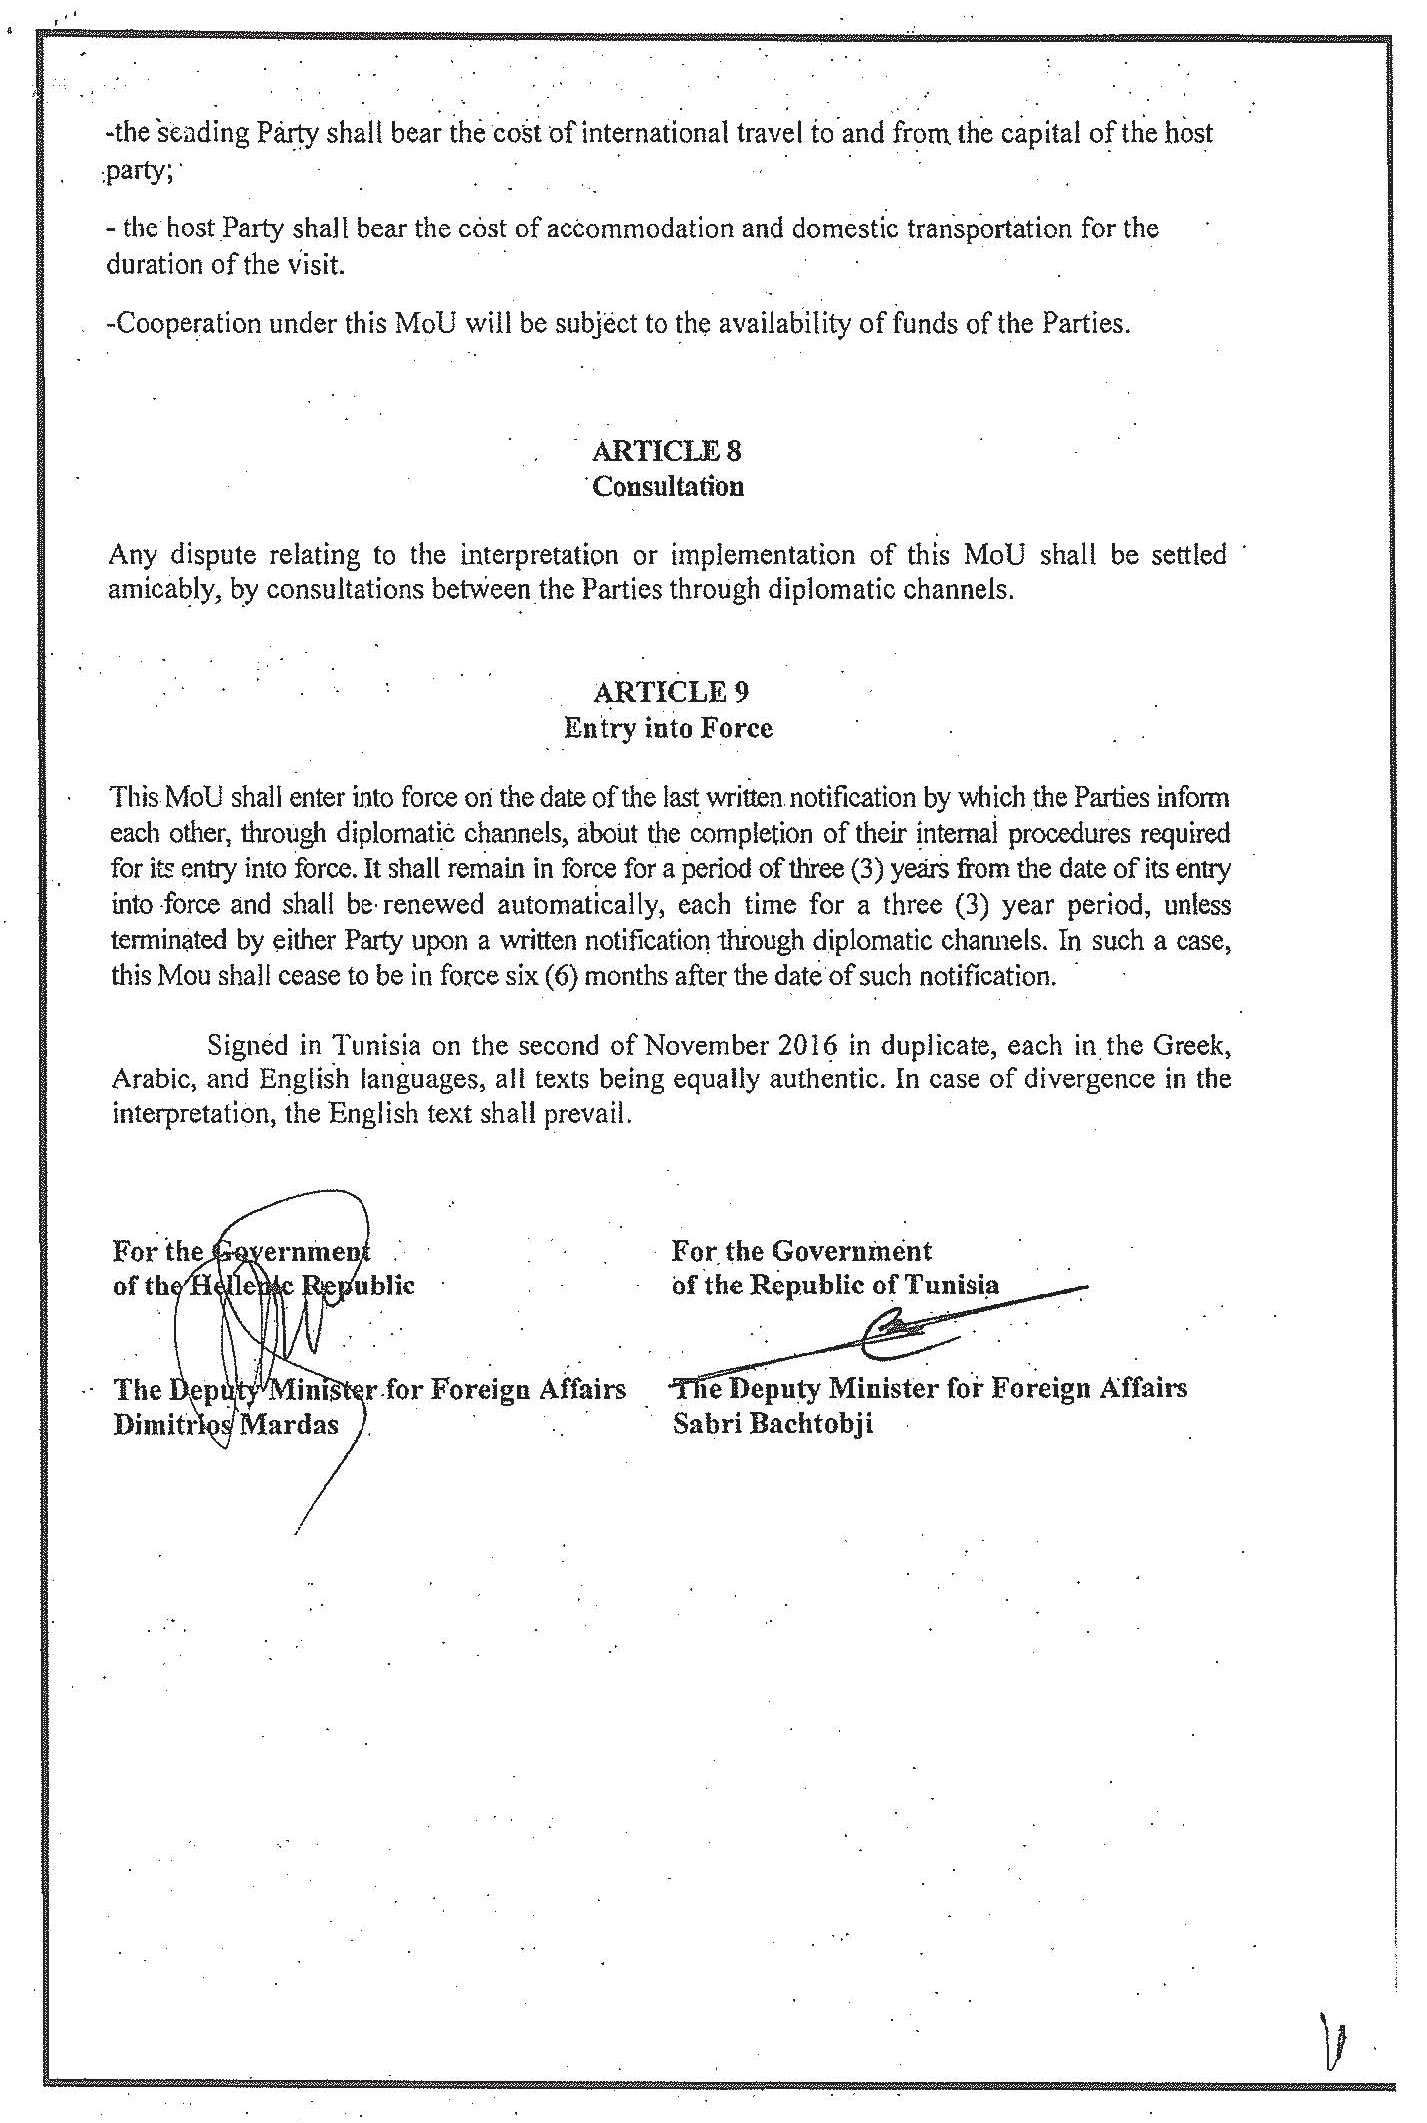 -the sending Party shall bear the cost of international travel to and from the capital of the host
party;
- the host Party shall bear the cost of accommodation and domestic transportation for the
duration of the visit.
-Cooperation under this MoU will be subject to the availability of funds of the Parties.
ARTICLE 8
Consultation
Any dispute relating to the interpretation or implementation of this MoU shall be settled
amicably, by consultations between the Parties through diplomatic channels.
ARTICLE 9
Entry into Force
This MoU shall enter into force on the date of the last written notification by which the Parties inform
each other, through diplomatic channels, about the completion of their internal procedures required
for its entry into force. It shall remain in force for a period of three (3) years from the date of its entry
into force and shall be renewed automatically, each time for a three (3) year period, unless
terminated by either Party upon a written notification through diplomatic channels. In such a case,
this Mou shall cease to be in force six (6) months after the date of such notification.
Signed in Tunisia on the second of November 2016 in duplicate, each in the Greek,
Arabic, and English languages, all texts being equally authentic. In case of divergence in the
interpretation, the English text shall prevail.
For the Government
of the Hellenic Republic
The Deputy Minister for Foreign Affairs
Dimitrios Mardas
For the Government
of the Republic of Tunisia
The Deputy Minister for Foreign Affairs
Sabri Bachtobji